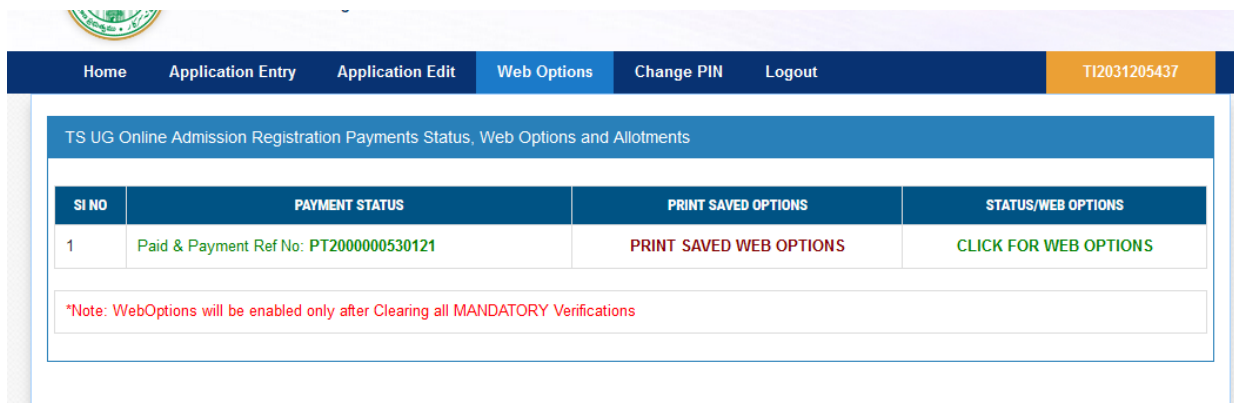 Home Application Entry Application Edit Web Options Change PIN Logout TI2031205437
TS UG Online Admission Registration Payments Status, Web Options and Allotments
SI NO PAYMENT STATUS PRINT SAVED OPTIONS STATUS/WEB OPTIONS
1 Paid & Payment Ref No: PT2000000530121 PRINT SAVED WEB OPTIONS CLICK FOR WEB OPTIONS
*Note: WebOptions will be enabled only after Clearing all MANDATORY Verifications